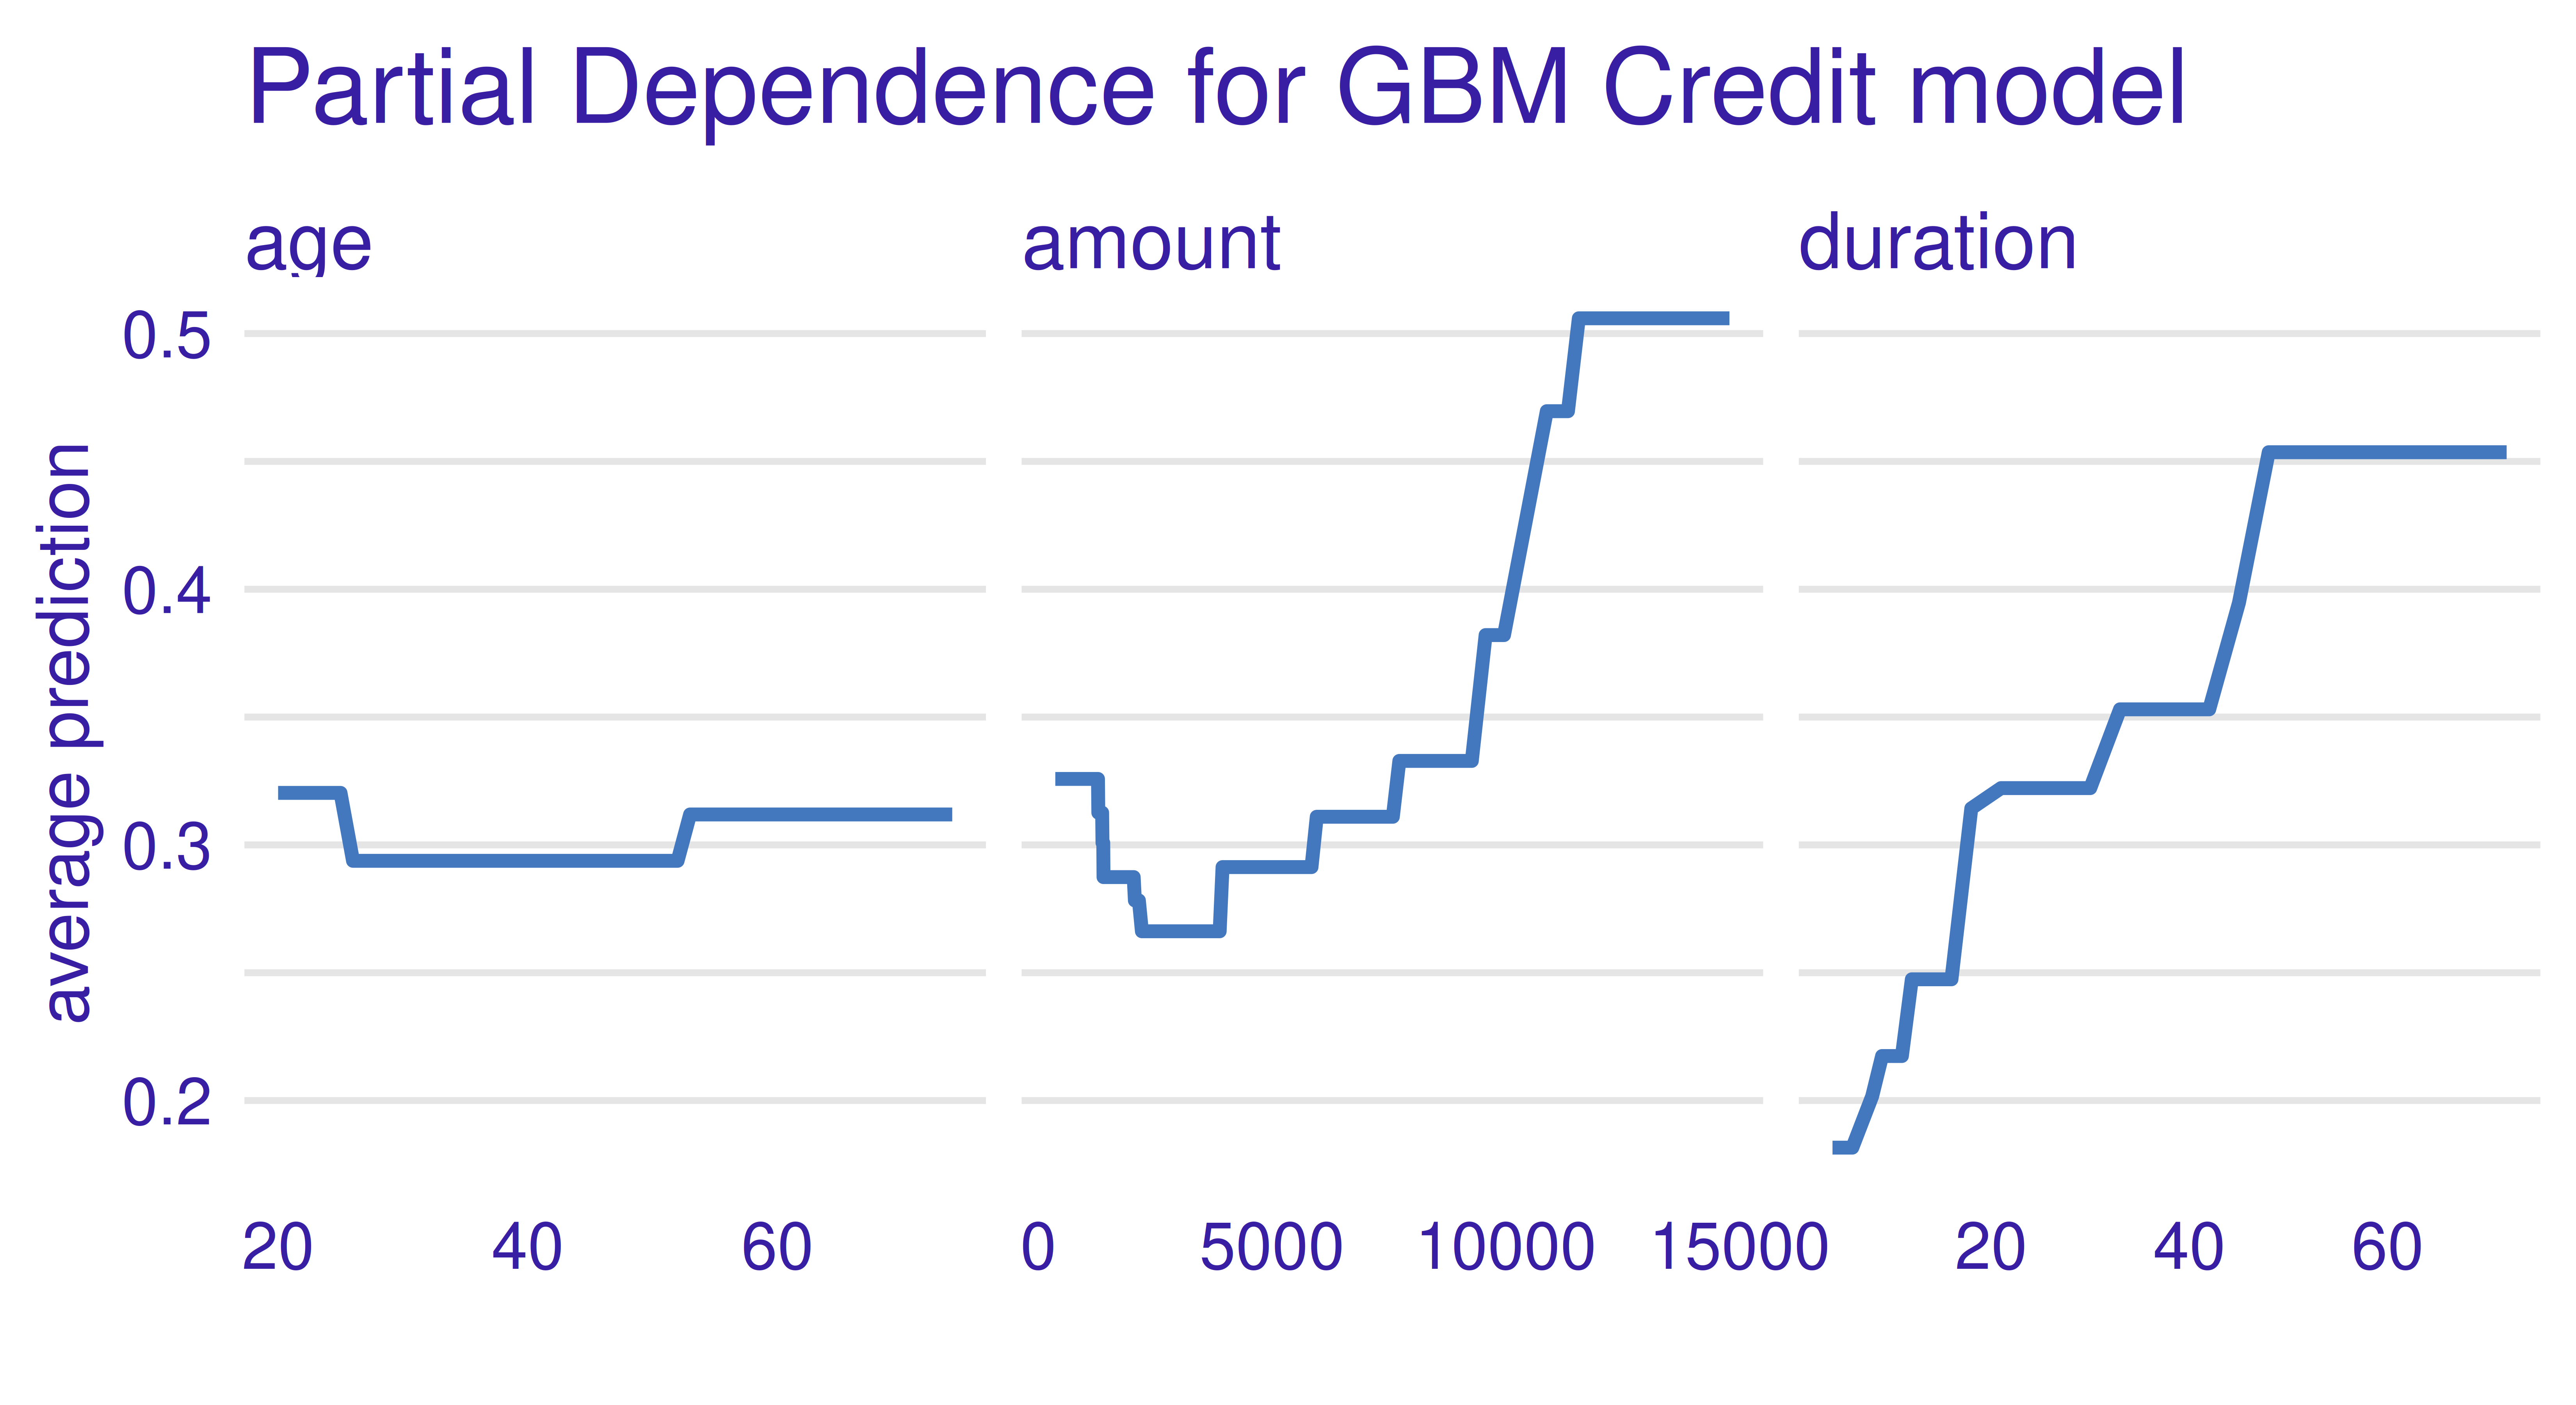 Partial Dependence for GBM Credit model
age
amount
duration
average prediction
0.5
0.4
0.3
0.2
20 40 60
0 5000 10000 15000
20 40 60